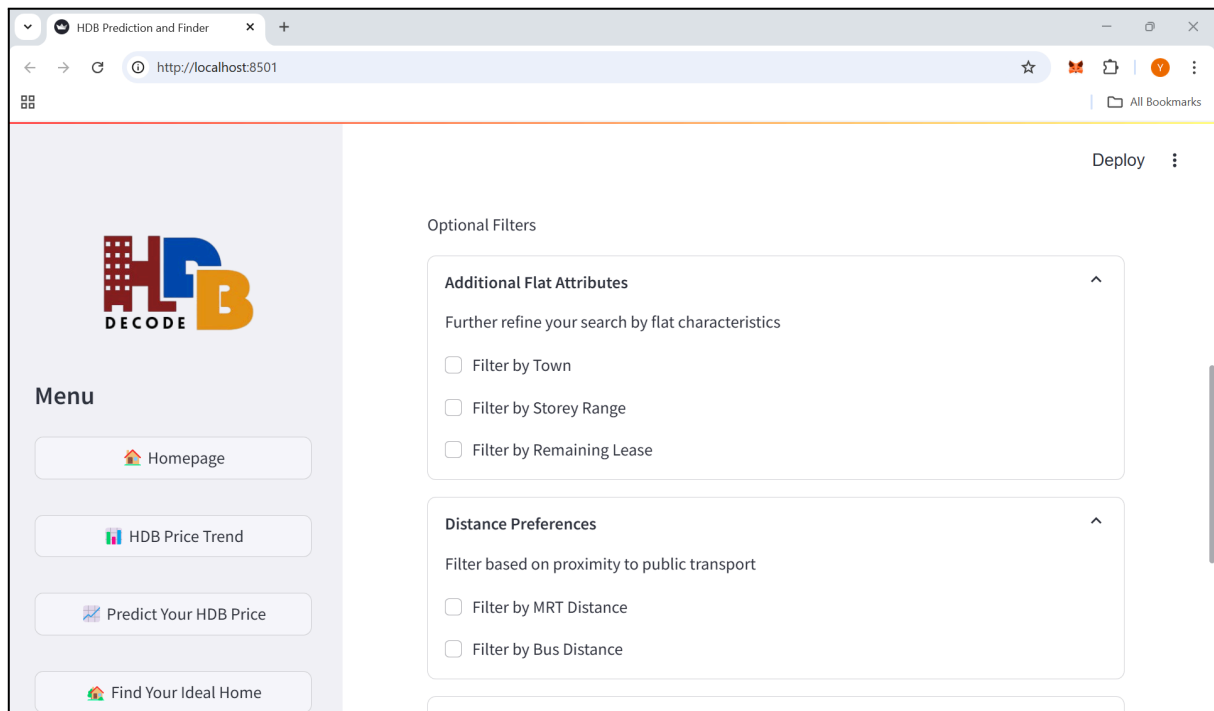 HDB Prediction and Finder
http://localhost:8501
All Bookmarks
Deploy
HDB
DECODE
Menu
Homepage
HDB Price Trend
Predict Your HDB Price
Find Your Ideal Home
Optional Filters
Additional Flat Attributes
Further refine your search by flat characteristics
Filter by Town
Filter by Storey Range
Filter by Remaining Lease
Distance Preferences
Filter based on proximity to public transport
Filter by MRT Distance
Filter by Bus Distance